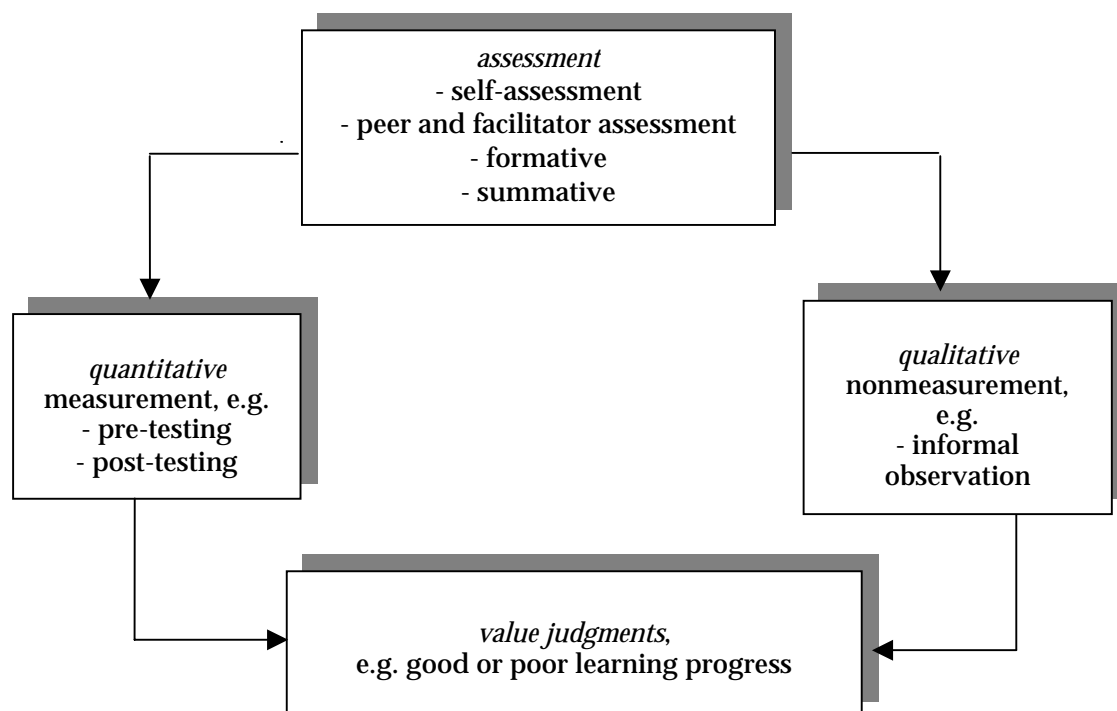 assessment
- self-assessment
- peer and facilitator assessment
- formative
- summative
quantitative
measurement, e.g.
- pre-testing
- post-testing
qualitative
nonmeasurement,
e.g.
- informal
observation
value judgments,
e.g. good or poor learning progress